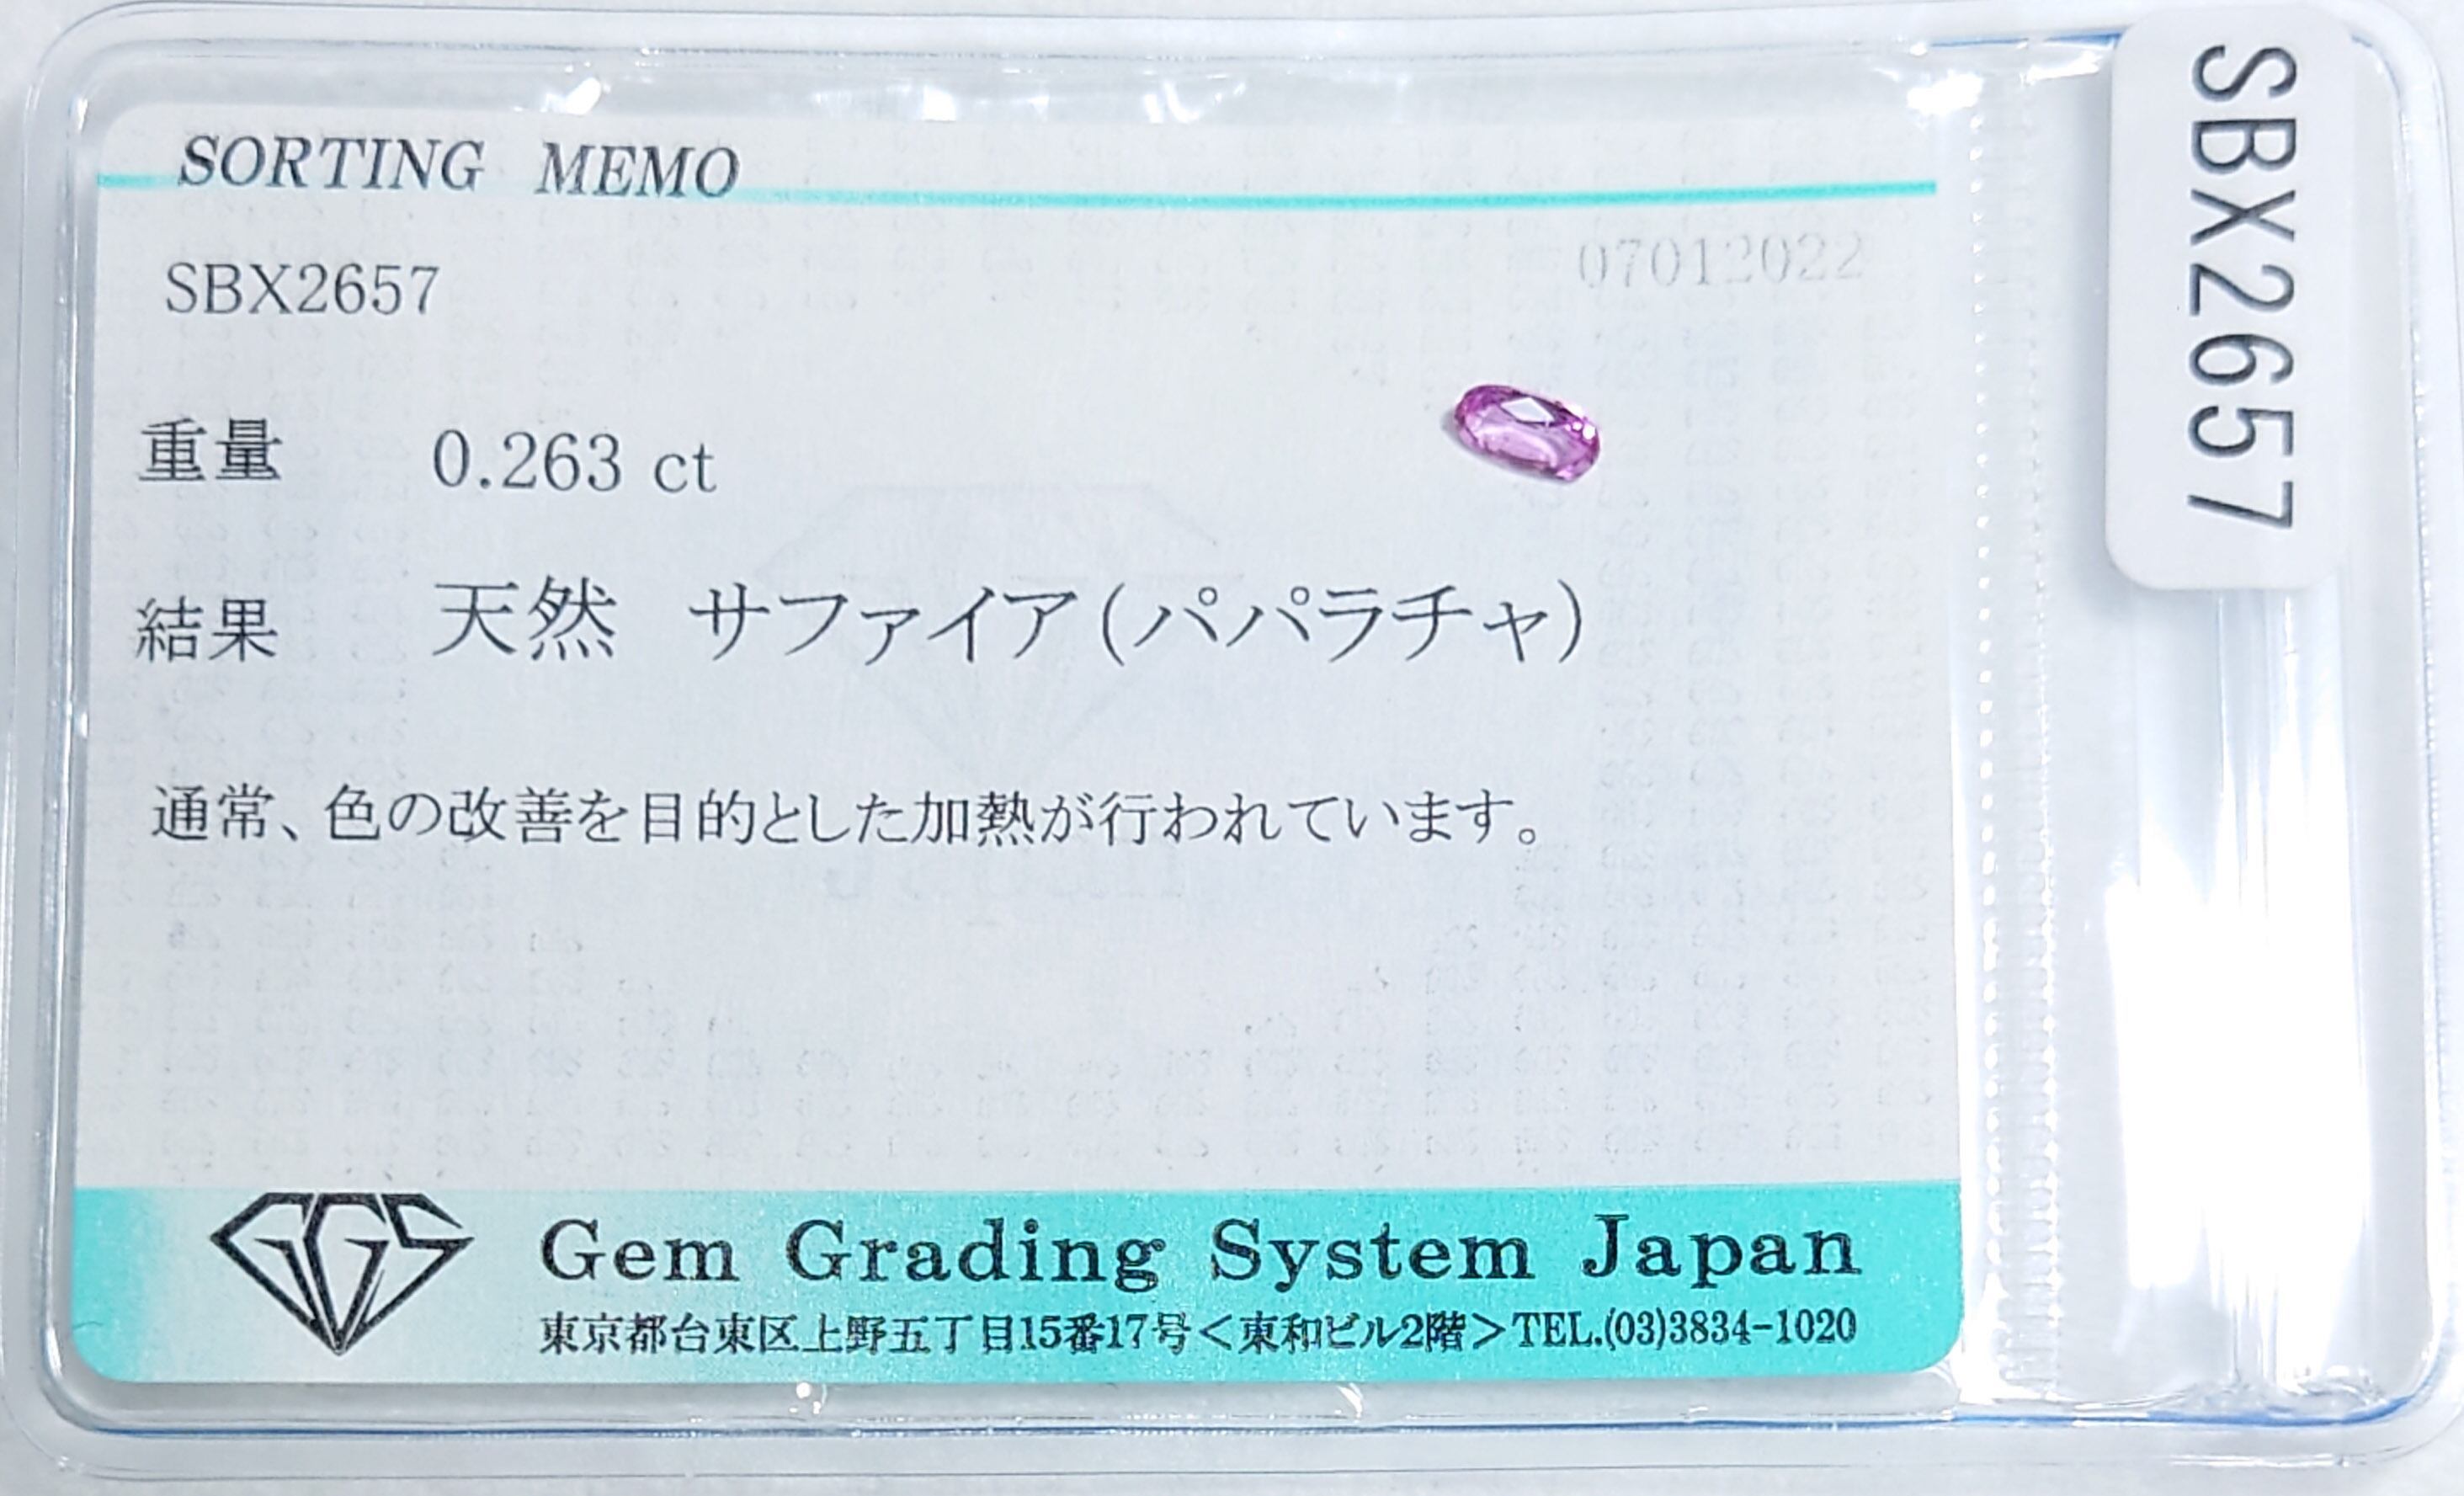 SORTING MEMO
SBX2657
07012022
重量 0.263 ct
結果 天然 サファイア(パパラチャ)
通常、色の改善を目的とした加熱が行われています。
GGS
Gem Grading System Japan
東京都台東区上野五丁目15番17号<東和ビル2階>TEL.(03)3834-1020
SBX2657